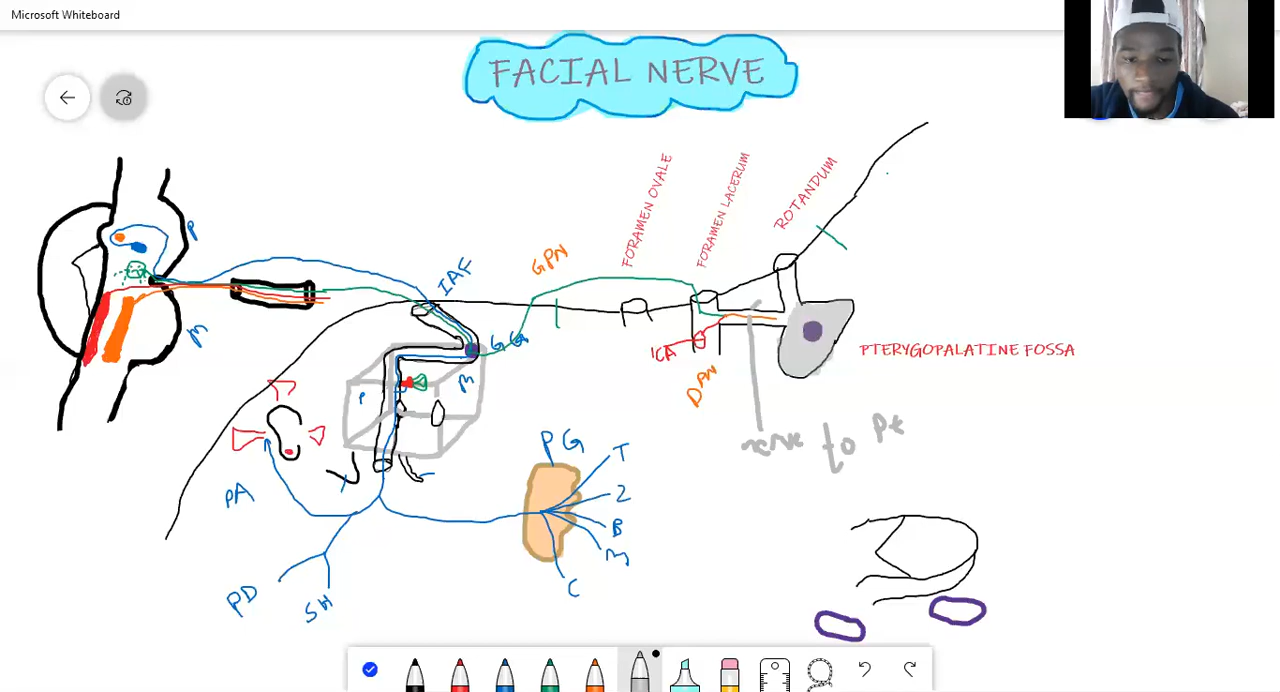 Microsoft Whiteboard
FACIAL NERVE
FORAMEN OVALE
FORAMEN LACERUM
ROTANDUM
P
M
IAF
GPN
GG
ICA
DPN
PTERYGOPALATINE FOSSA
P
M
nerve to Pt
PG
T
Z
B
M
C
PA
PD
SH